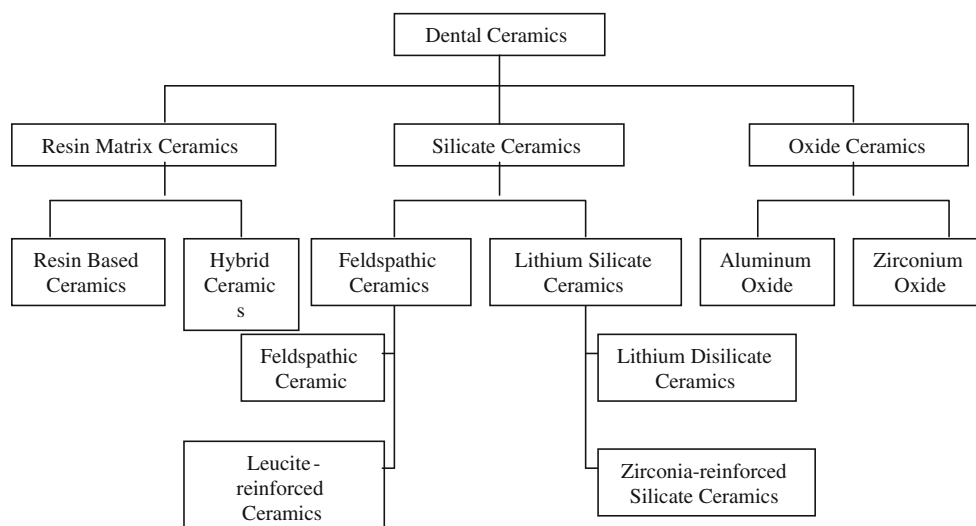 Dental Ceramics
Resin Matrix Ceramics
Silicate Ceramics
Oxide Ceramics
Resin Based
Ceramics
Hybrid
Ceramic
s
Feldspathic
Ceramics
Lithium Silicate
Ceramics
Aluminum
Oxide
Zirconium
Oxide
Feldspathic
Ceramic
Lithium Disilicate
Ceramics
Leucite-
reinforced
Ceramics
Zirconia-reinforced
Silicate Ceramics